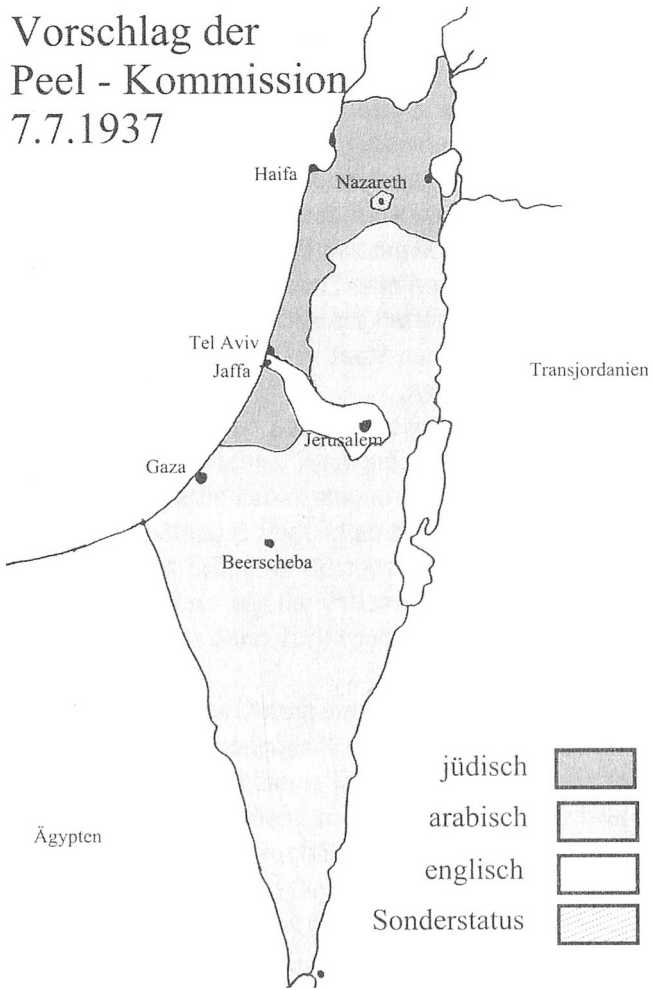 Vorschlag der
Peel - Kommission
7.7.1937
Haifa
Nazareth
Tel Aviv
Jaffa
Transjordanien
Jerusalem
Gaza
Beerscheba
Ägypten
jüdisch
arabisch
englisch
Sonderstatus